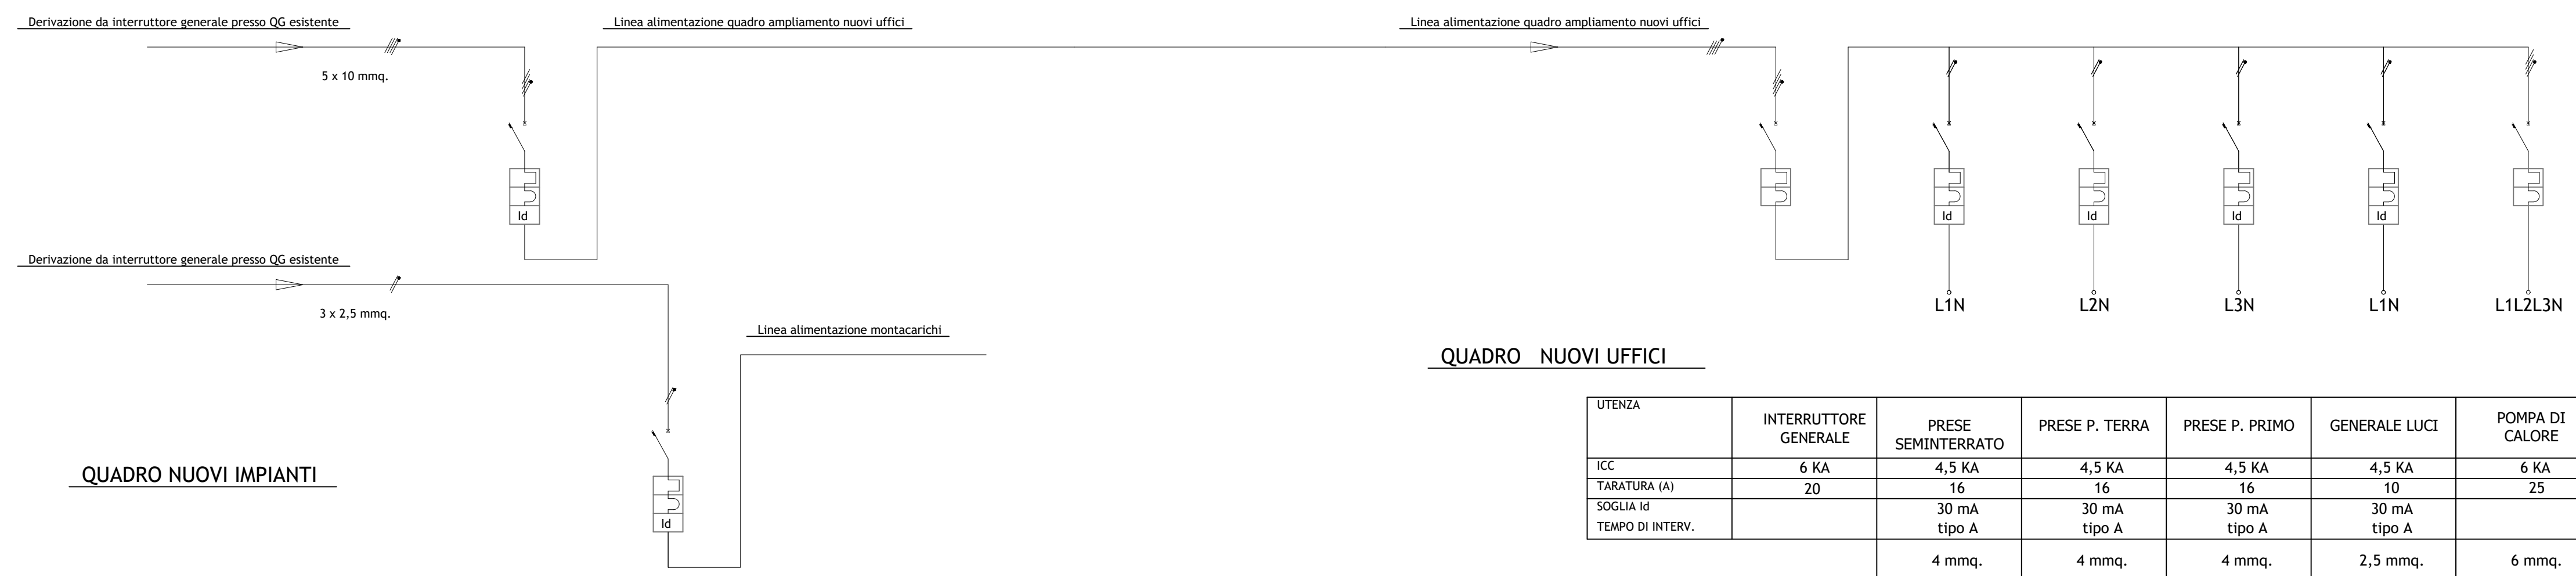 Derivazione da interruttore generale presso QG esistente
Linea alimentazione quadro ampliamento nuovi uffici
Linea alimentazione quadro ampliamento nuovi uffici
5 x 10 mmq.
Id
Id
Id
Id
Id
Derivazione da interruttore generale presso QG esistente
3 x 2,5 mmq.
L1N
L2N
L3N
L1N
L1L2L3N
Linea alimentazione montacarichi
QUADRO NUOVI UFFICI
QUADRO NUOVI IMPIANTI
Id
UTENZA
INTERRUTTORE GENERALE
PRESE SEMINTERRATO
PRESE P. TERRA
PRESE P. PRIMO
GENERALE LUCI
POMPA DI CALORE
ICC 6 KA 4,5 KA 4,5 KA 4,5 KA 4,5 KA 6 KA
TARATURA (A) 20 16 16 16 10 25
SOGLIA Id 30 mA 30 mA 30 mA 30 mA
TEMPO DI INTERV. tipo A tipo A tipo A tipo A
4 mmq. 4 mmq. 4 mmq. 2,5 mmq. 6 mmq.